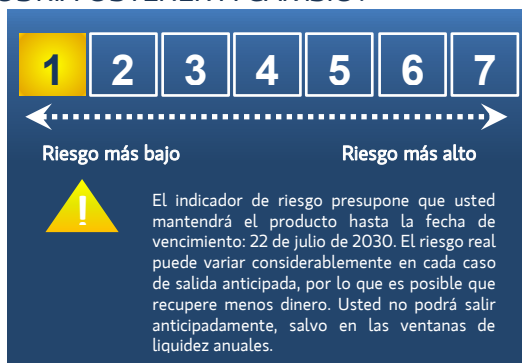 1 2 3 4 5 6 7
Riesgo más bajo Riesgo más alto
!
El indicador de riesgo presupone que usted
mantendrá el producto hasta la fecha de
vencimiento: 22 de julio de 2030. El riesgo real
puede variar considerablemente en cada caso
de salida anticipada, por lo que es posible que
recupere menos dinero. Usted no podrá salir
anticipadamente, salvo en las ventanas de
liquidez anuales.